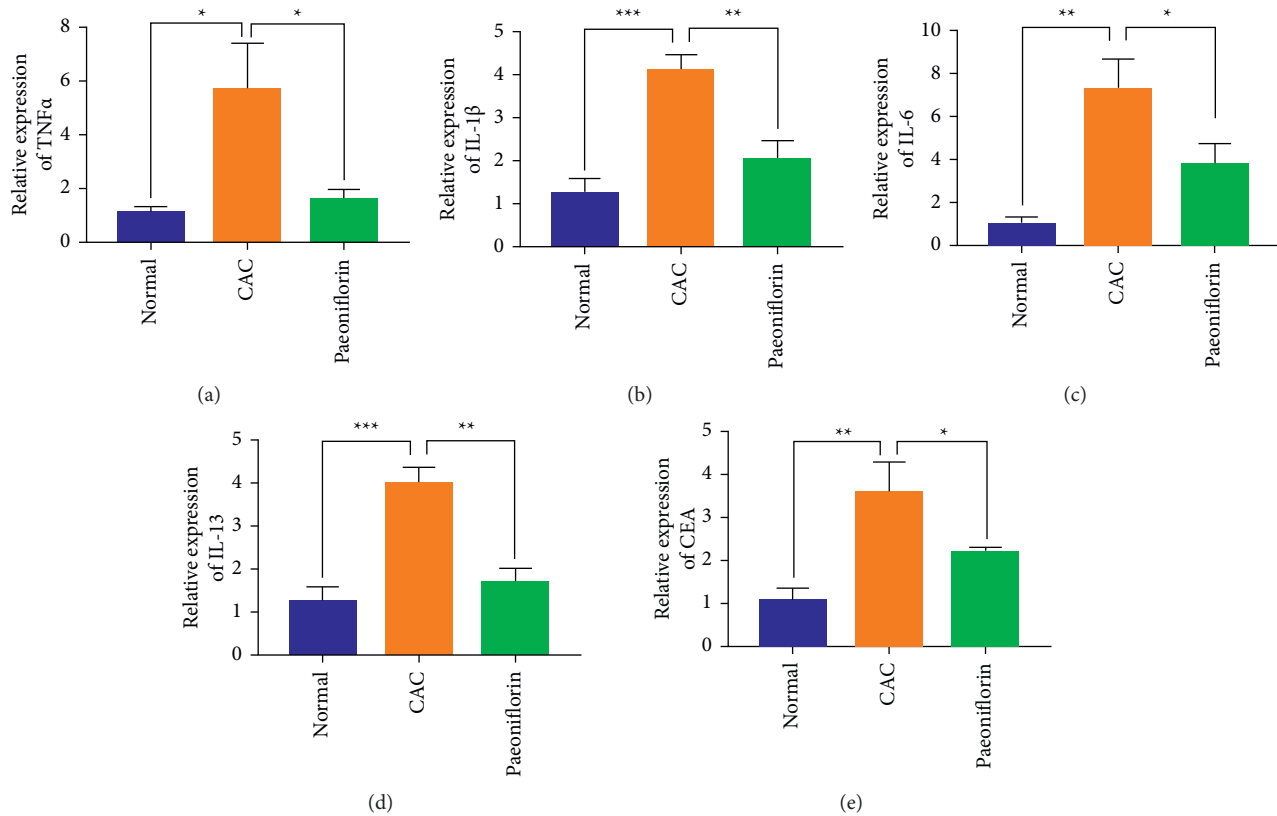 Relative expression
of TNFα
8
6
4
2
0
*
*
Normal
CAC
Paeoniflorin
(a)
Relative expression
of IL-1β
5
4
3
2
1
0
***
**
Normal
CAC
Paeoniflorin
(b)
Relative expression
of IL-6
10
8
6
4
2
0
**
*
Normal
CAC
Paeoniflorin
(c)
Relative expression
of IL-13
5
4
3
2
1
0
***
**
Normal
CAC
Paeoniflorin
(d)
Relative expression
of CEA
5
4
3
2
1
0
**
*
Normal
CAC
Paeoniflorin
(e)